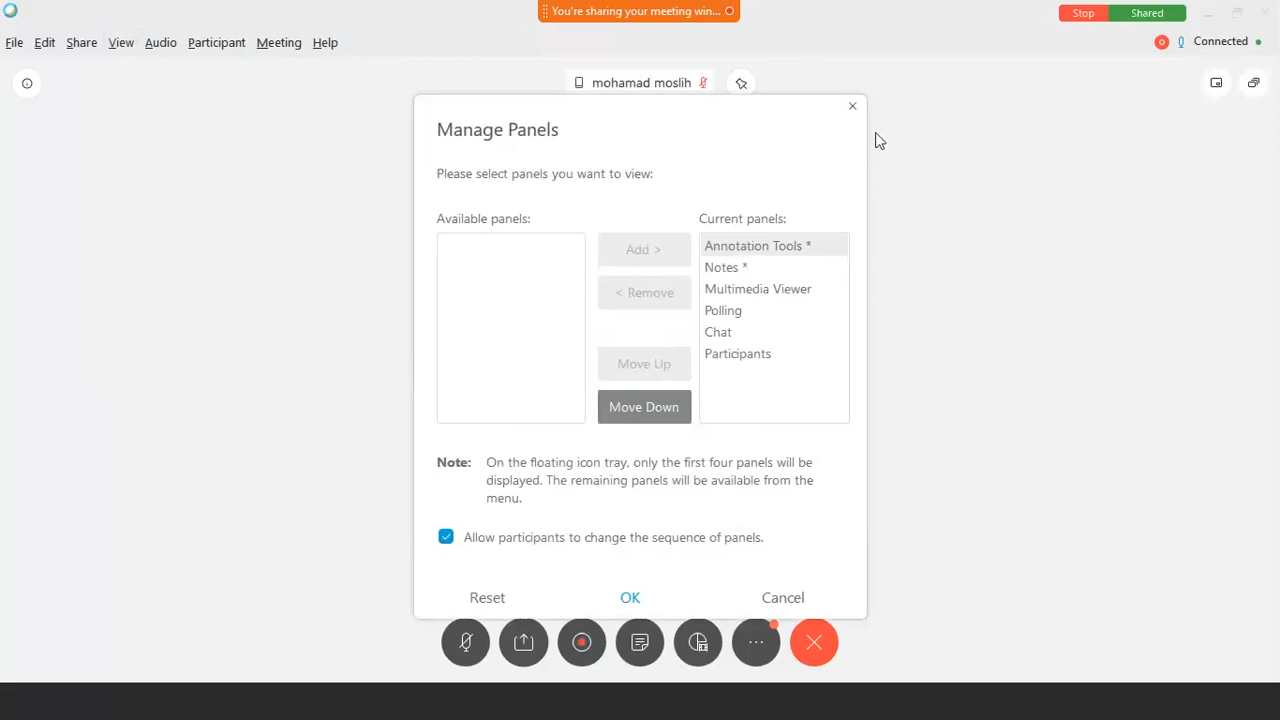 You're sharing your meeting win...
Stop Shared
File Edit Share View Audio Participant Meeting Help
Connected
mohamad moslih
Manage Panels
Please select panels you want to view:
Available panels:
Current panels:
Add >
< Remove
Move Up
Move Down
Annotation Tools *
Notes *
Multimedia Viewer
Polling
Chat
Participants
Note: On the floating icon tray, only the first four panels will be
displayed. The remaining panels will be available from the
menu.
Allow participants to change the sequence of panels.
Reset OK Cancel